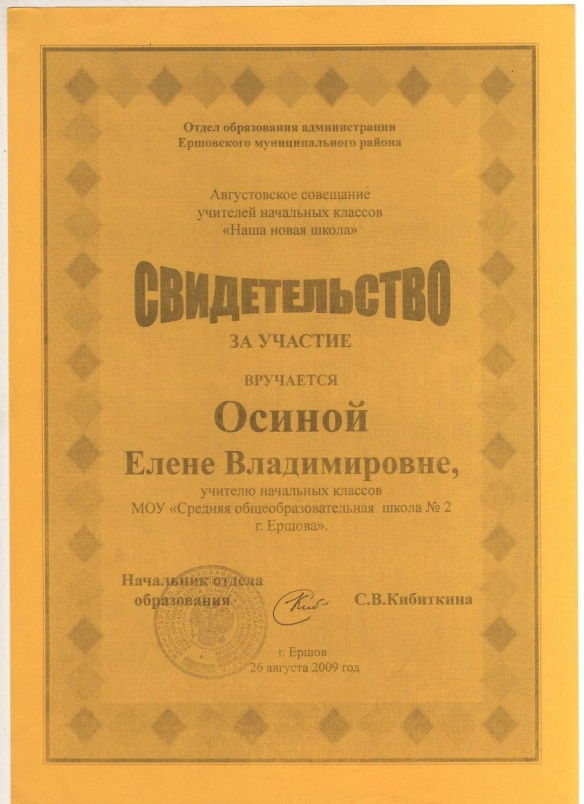 Отдел образования администрации
Ершовского муниципального района
Августовское совещание
учителей начальных классов
«Наша новая школа»
СВИДЕТЕЛЬСТВО
ЗА УЧАСТИЕ
ВРУЧАЕТСЯ
Осиной
Елене Владимировне,
учителю начальных классов
МОУ «Средняя общеобразовательная школа № 2
г. Ершова».
Начальник отдела
образования
С.В.Кибиткина
г. Ершов
26 августа 2009 год